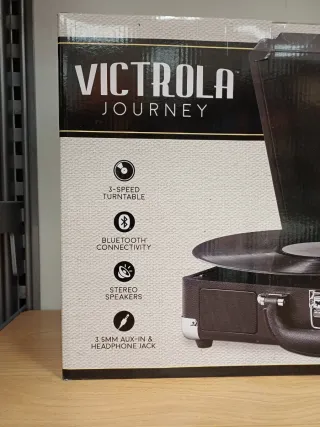 VICTROLA
JOURNEY
3-SPEED
TURNTABLE
BLUETOOTH
CONNECTIVITY
STEREO
SPEAKERS
3.5MM AUX-IN &
HEADPHONE JACK